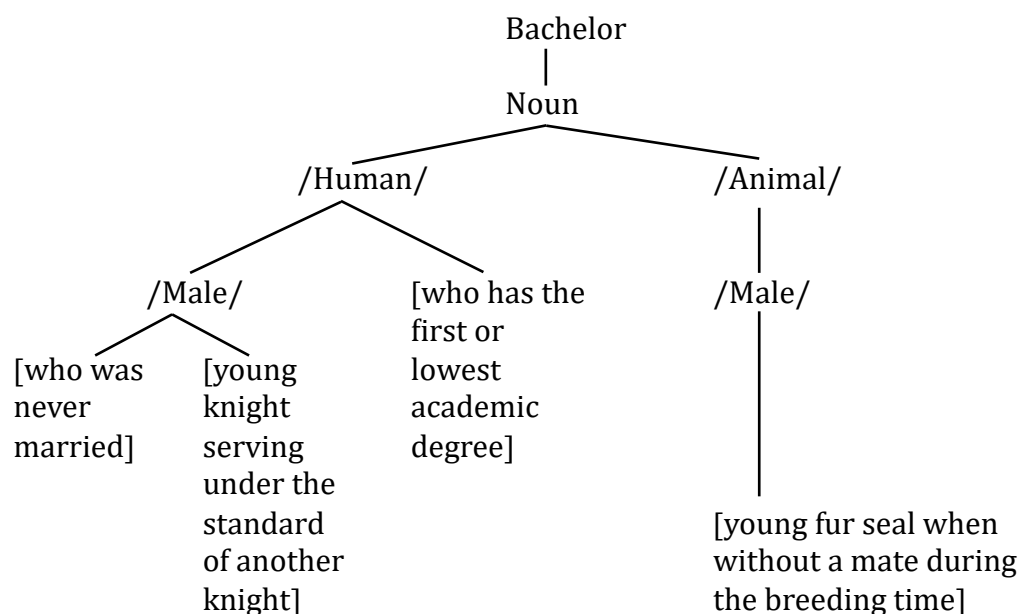 Bachelor
Noun
/Human/
/Animal/
/Male/
[who has the
first or
lowest
academic
degree]
/Male/
[who was
never
married]
[young
knight
serving
under the
standard
of another
knight]
[young fur seal when
without a mate during
the breeding time]